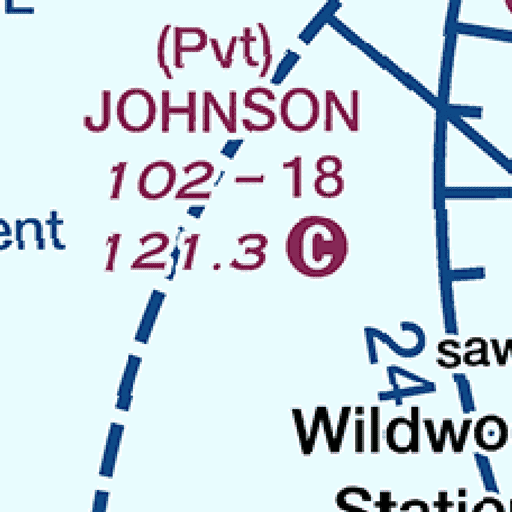 (Pvt)
JOHNSON
102 - 18
121.3 C
ent
24
saw
Wildwo
Station